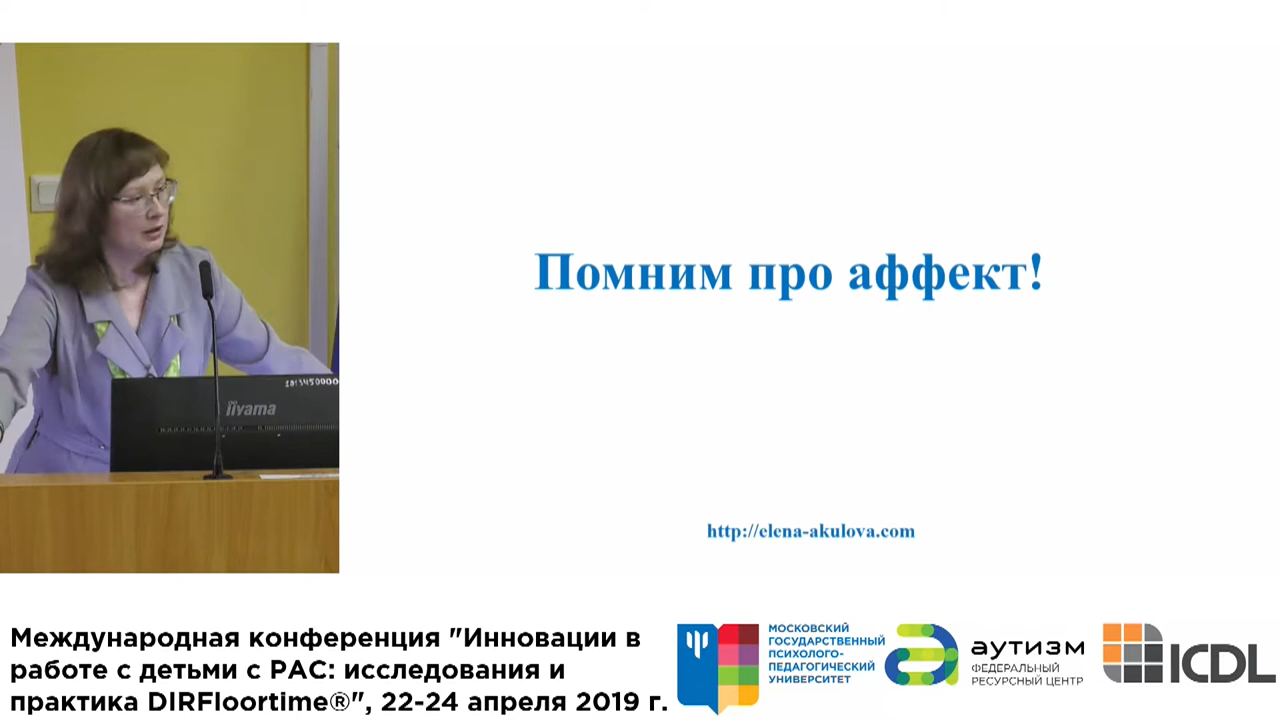 Помним про аффект!
http://elena-akulova.com
iiyama
Международная конференция "Инновации в
работе с детьми с РАС: исследования и
практика DIRFloortime®", 22-24 апреля 2019 г.
МОСКОВСКИЙ
ГОСУДАРСТВЕННЫЙ
ПСИХОЛОГО-
ПЕДАГОГИЧЕСКИЙ
УНИВЕРСИТЕТ
аутизм
ФЕДЕРАЛЬНЫЙ
РЕСУРСНЫЙ ЦЕНТР
ICDL